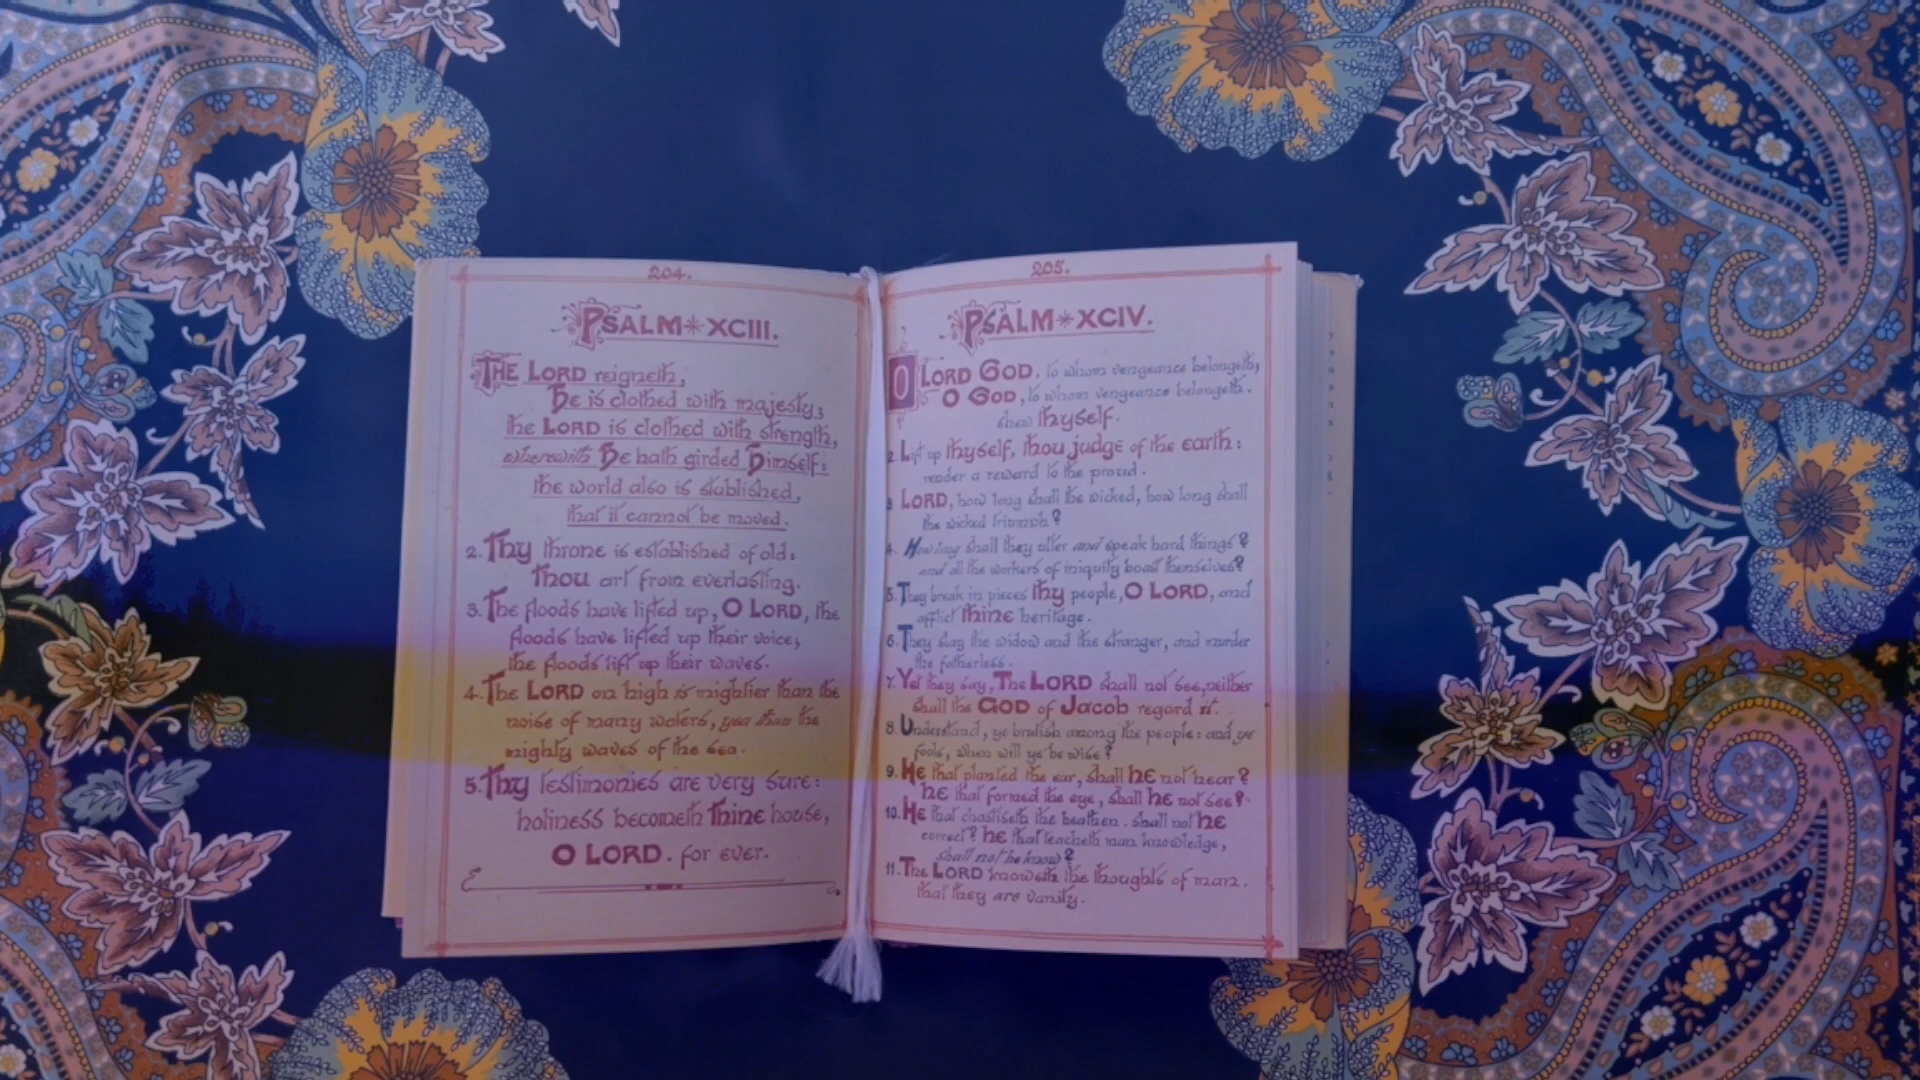 204.
PSALM XCIII.
THE LORD reigneth,
He is clothed with majesty;
the LORD is clothed with strength,
wherewith He hath girded Himself:
the world also is stablished,
that it cannot be moved.
2. Thy throne is established of old:
Thou art from everlasting.
3. The floods have lifted up, O LORD, the
floods have lifted up their voice;
the floods lift up their waves.
4. The LORD on high is mightier than the
noise of many waters, yea than the
mighty waves of the sea.
5. Thy testimonies are very sure:
holiness becometh Thine house,
O LORD. for ever.
205.
PSALM XCIV.
O LORD GOD. to whom vengeance belongeth,
O GOD, to whom vengeance belongeth.
shew thyself.
2. Lift up thyself, thou judge of the earth:
render a reward to the proud.
3 LORD, how long shall the wicked, how long shall
the wicked triumph?
4. How long shall they utter and speak hard things?
and all the workers of iniquity boast themselves?
5. They break in pieces thy people, O LORD, and
afflict thine heritage.
6. They slay the widow and the stranger, and murder
the fatherless.
7. Yet they say, The LORD shall not see, neither
shall the GOD of Jacob regard it.
8. Understand, ye brutish among the people: and ye
fools, when will ye be wise?
9. He that planted the ear, shall he not hear?
he that formed the eye, shall he not see?
10. He that chastiseth the heathen. shall not he
correct? he that teacheth man knowledge,
shall not he know?
11. The LORD knoweth the thoughts of man.
that they are vanity.